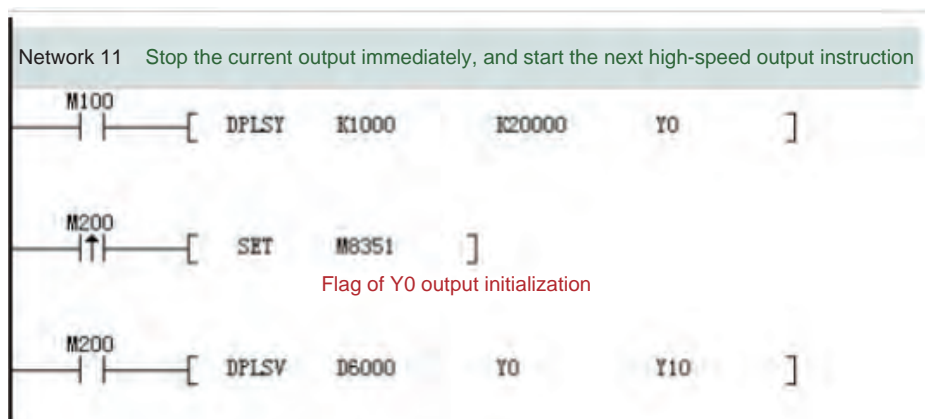 Network 11 Stop the current output immediately, and start the next high-speed output instruction
M100
[ DPLSY K1000 K20000 Y0 ]
M200
[ SET M8351 ]
Flag of Y0 output initialization
M200
[ DPLSV D6000 Y0 Y10 ]